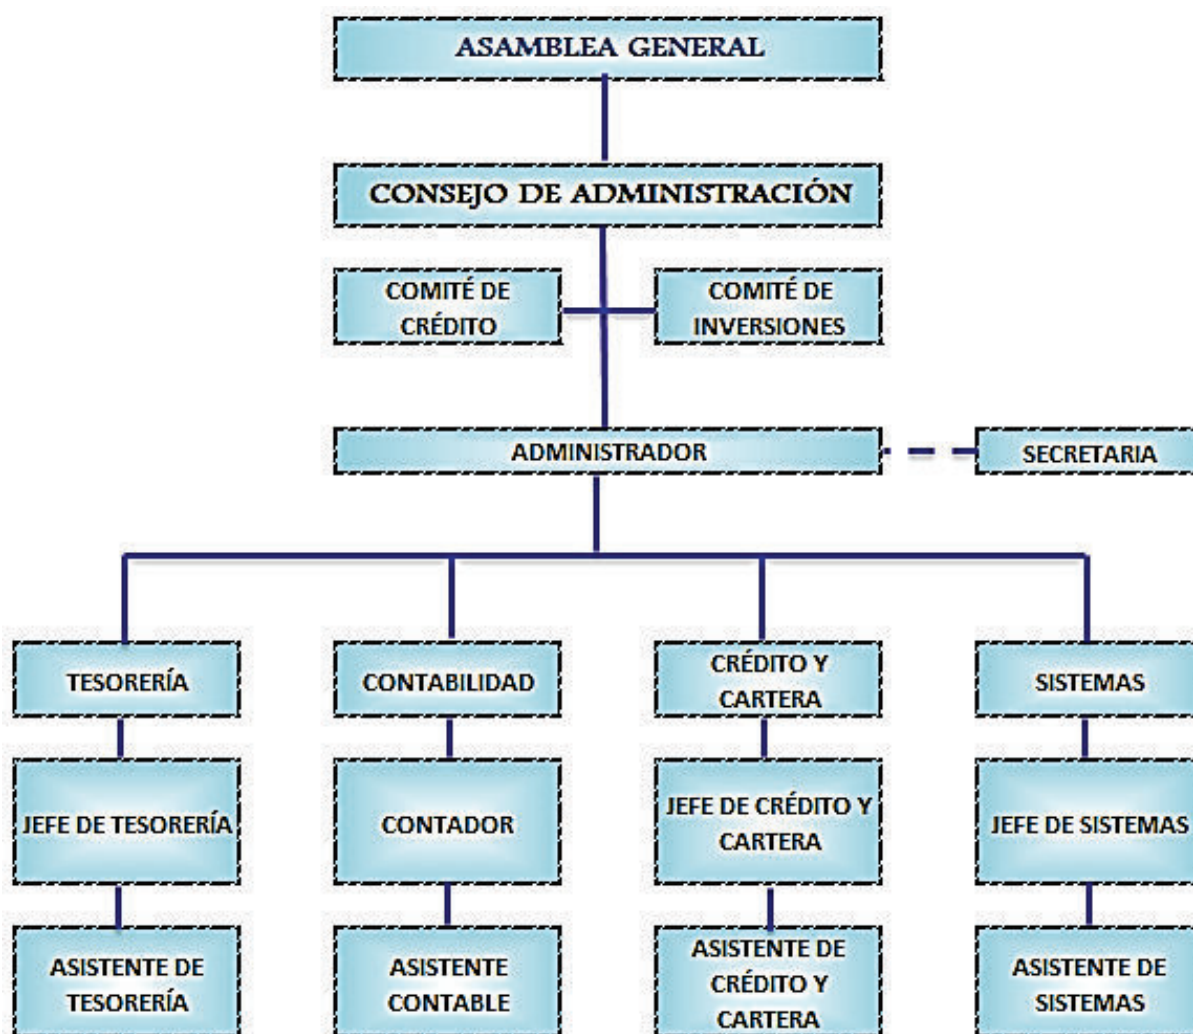 ASAMBLEA GENERAL
CONSEJO DE ADMINISTRACIÓN
COMITÉ DE
CRÉDITO
COMITÉ DE
INVERSIONES
ADMINISTRADOR
SECRETARIA
TESORERÍA
CONTABILIDAD
CRÉDITO Y
CARTERA
SISTEMAS
JEFE DE TESORERÍA
CONTADOR
JEFE DE CRÉDITO Y
CARTERA
JEFE DE SISTEMAS
ASISTENTE DE
TESORERÍA
ASISTENTE
CONTABLE
ASISTENTE DE
CRÉDITO Y
CARTERA
ASISTENTE DE
SISTEMAS